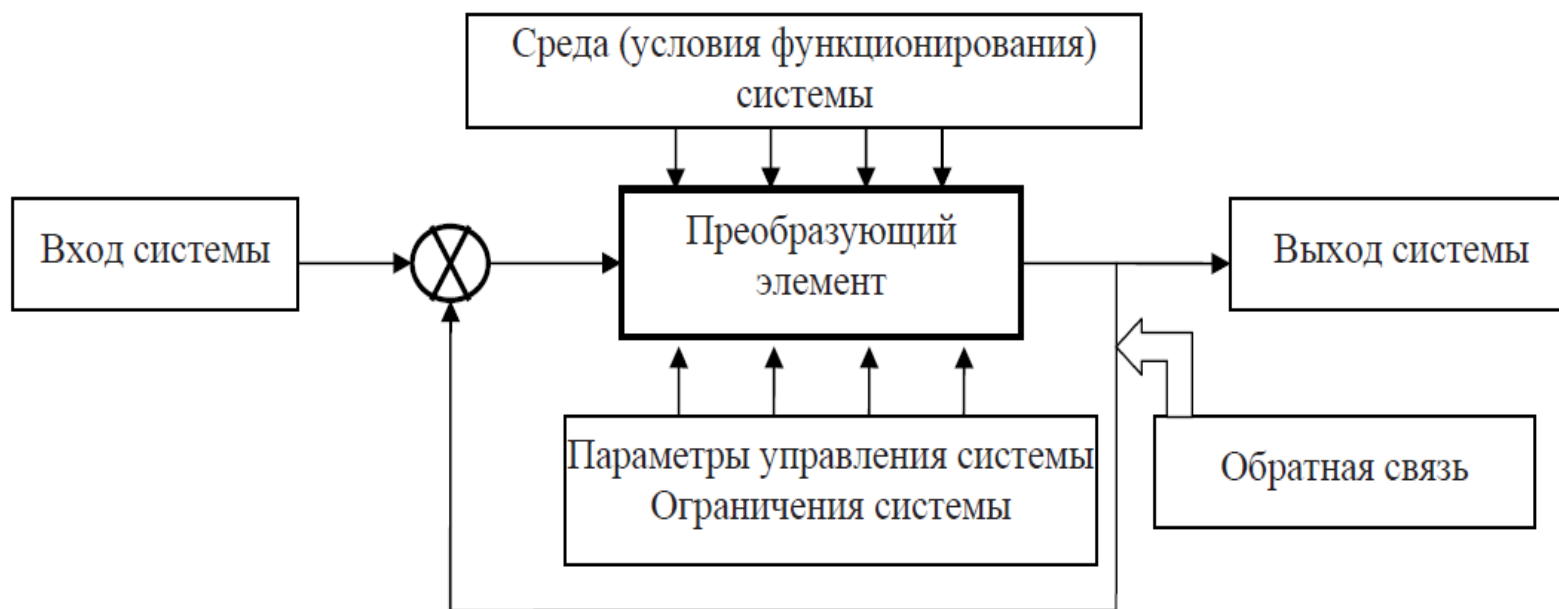 Среда (условия функционирования)
системы
Вход системы
Преобразующий
элемент
Выход системы
Параметры управления системы
Ограничения системы
Обратная связь